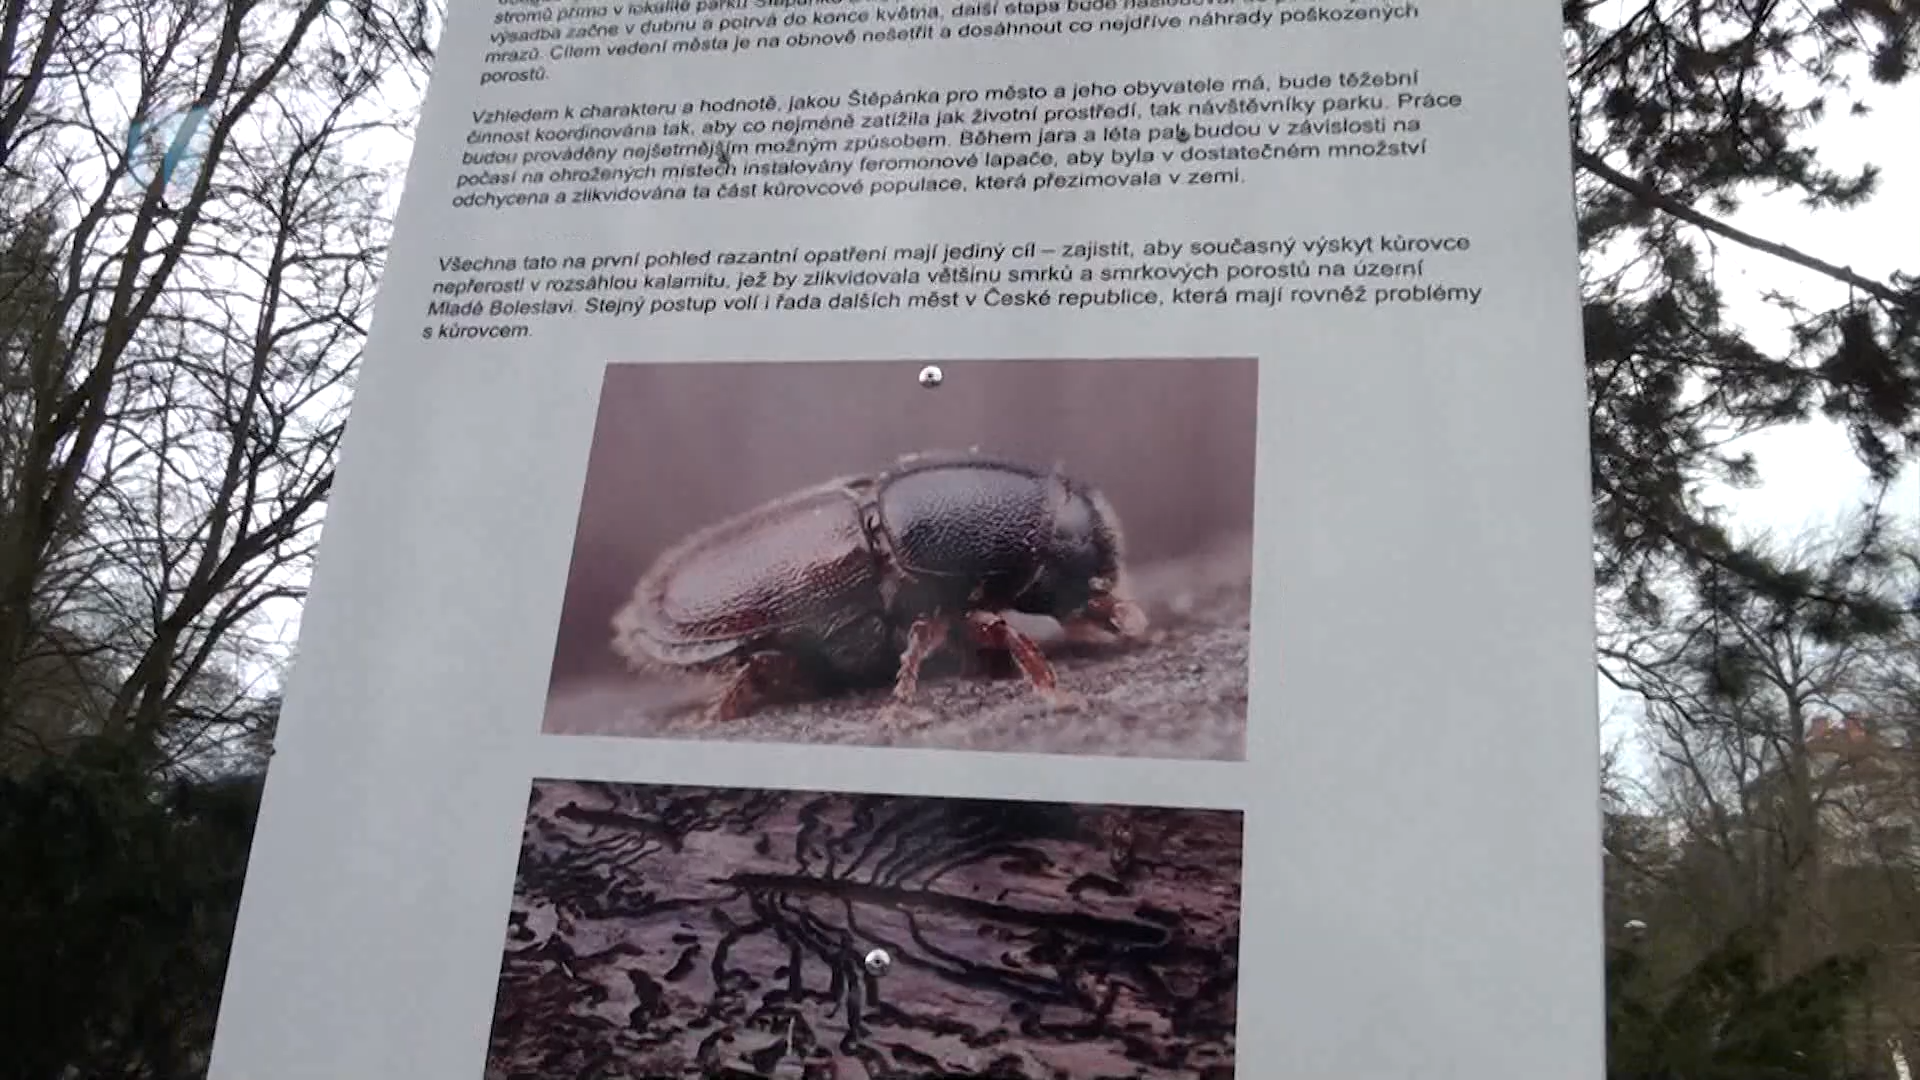 stromů přímo v lokalitě parku Štěpánka
výsadba začne v dubnu a potrvá do konce května, další etapa bude
mrazů. Cílem vedení města je na obnově nešetřit a dosáhnout co nejdříve náhrady poškozených
porostů.
Vzhledem k charakteru a hodnotě, jakou Štěpánka pro město a jeho obyvatele má, bude těžební
činnost koordinována tak, aby co nejméně zatížila jak životní prostředí, tak návštěvníky parku. Práce
budou prováděny nejšetrnějším možným způsobem. Během jara a léta pak budou v závislosti na
počasí na ohrožených místech instalovány feromonové lapače, aby byla v dostatečném množství
odchycena a zlikvidována ta část kůrovcové populace, která přezimovala v zemi.
Všechna tato na první pohled razantní opatření mají jediný cíl – zajistit, aby současný výskyt kůrovce
nepřerostl v rozsáhlou kalamitu, jež by zlikvidovala většinu smrků a smrkových porostů na území
Mladé Boleslavi. Stejný postup volí i řada dalších měst v České republice, která mají rovněž problémy
s kůrovcem.